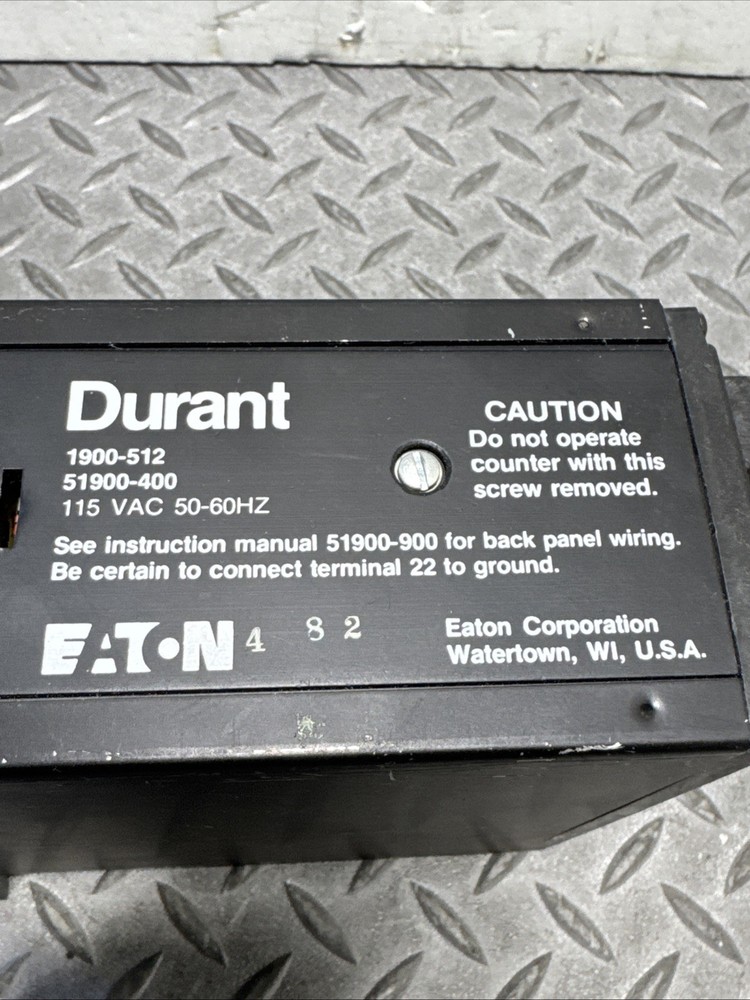 Durant
1900-512
51900-400
115 VAC 50-60HZ
CAUTION
Do not operate
counter with this
screw removed.
See instruction manual 51900-900 for back panel wiring.
Be certain to connect terminal 22 to ground.
EATON 4 82
Eaton Corporation
Watertown, WI, U.S.A.